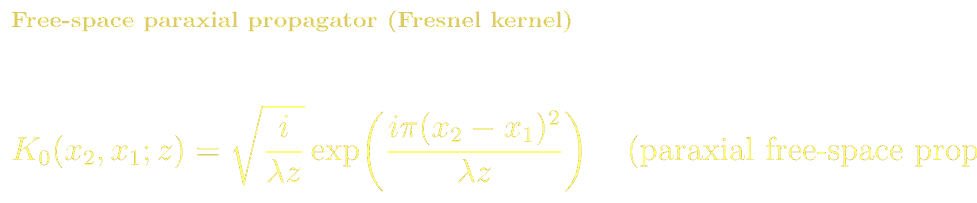 Free-space paraxial propagator (Fresnel kernel)
K_0(x_2, x_1; z) = \sqrt{\frac{i}{\lambda z}} \exp\left(\frac{i\pi(x_2 - x_1)^2}{\lambda z}\right) (paraxial free-space prop